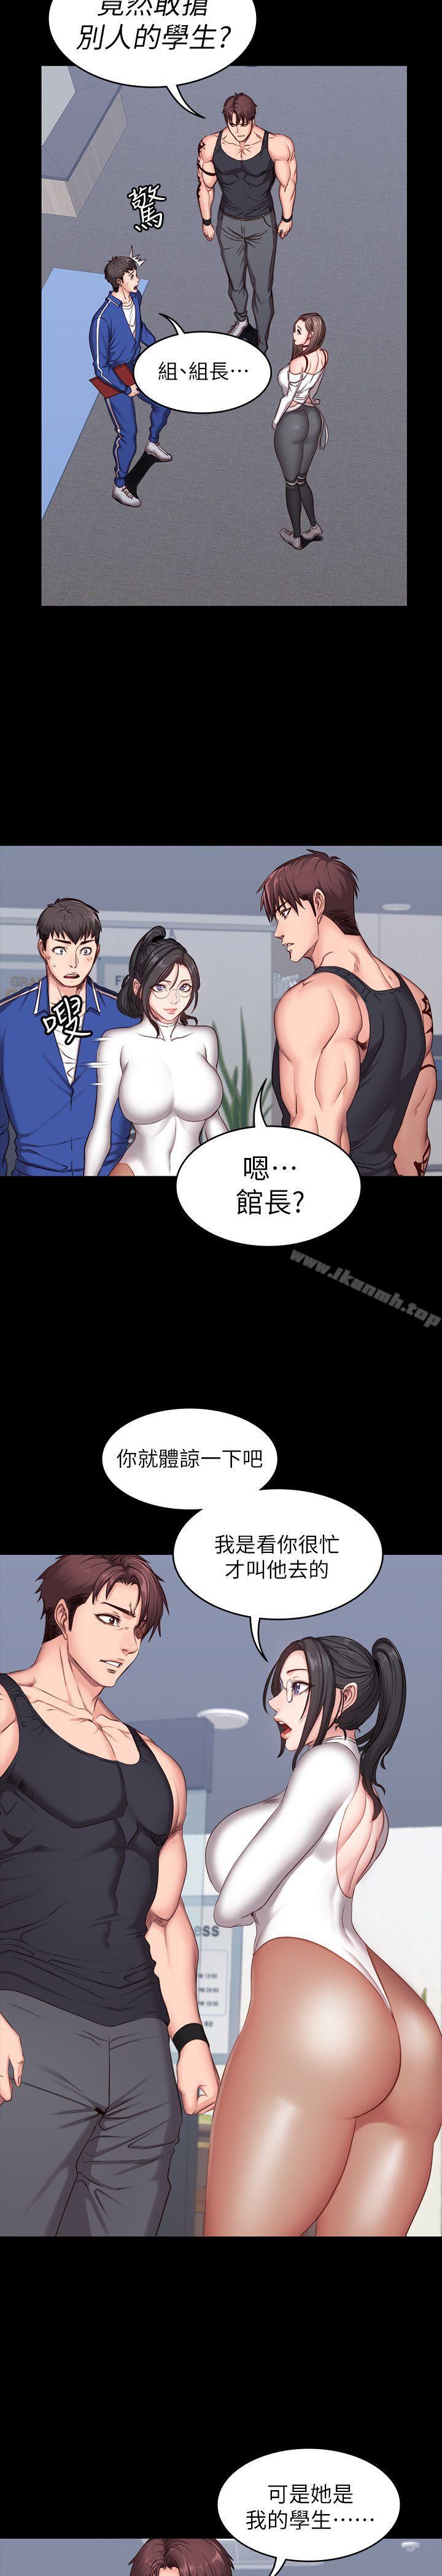 竟然敢搶
別人的學生?
驚
組、組長…
GRA
F
嗖
嗯…
館長?
www.ikanmh.top
你就體諒一下吧
我是看你很忙
才叫他去的
ess
可是她是
我的學生……